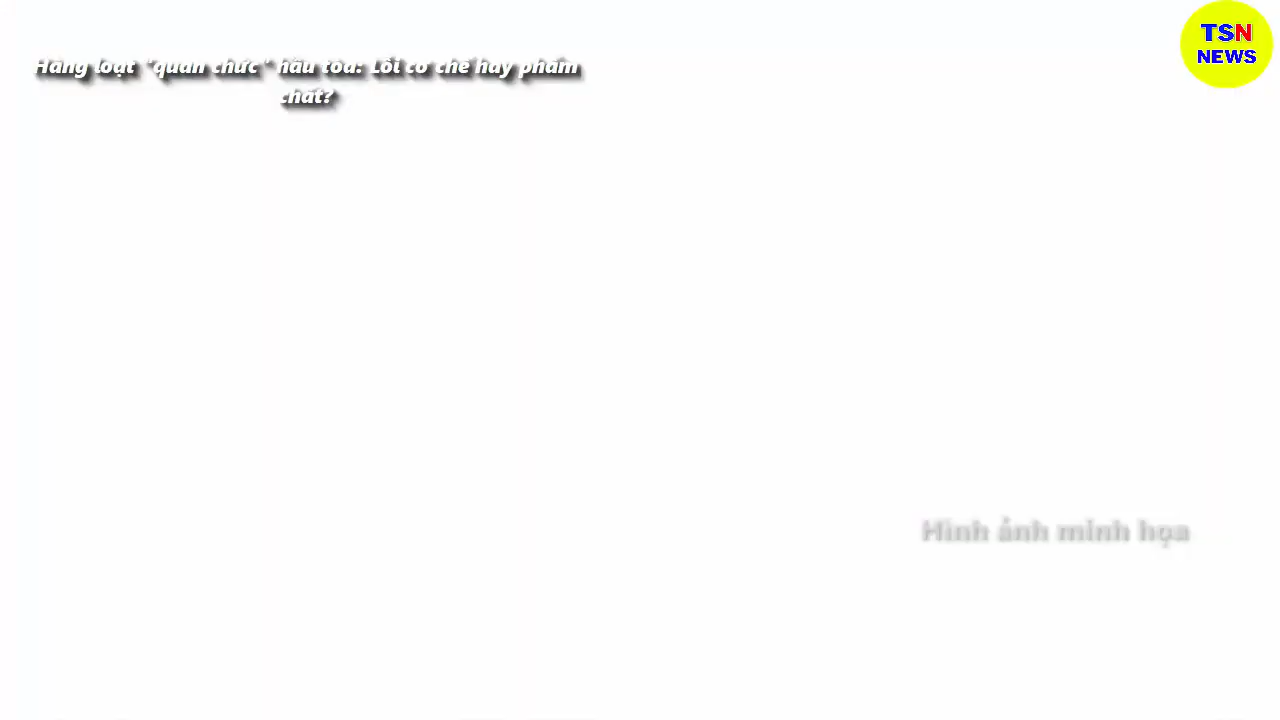 Hàng loạt "quan chức" hầu tòa: Lỗi cơ chế hay phẩm
chất?
TSN
NEWS
Hình ảnh minh họa